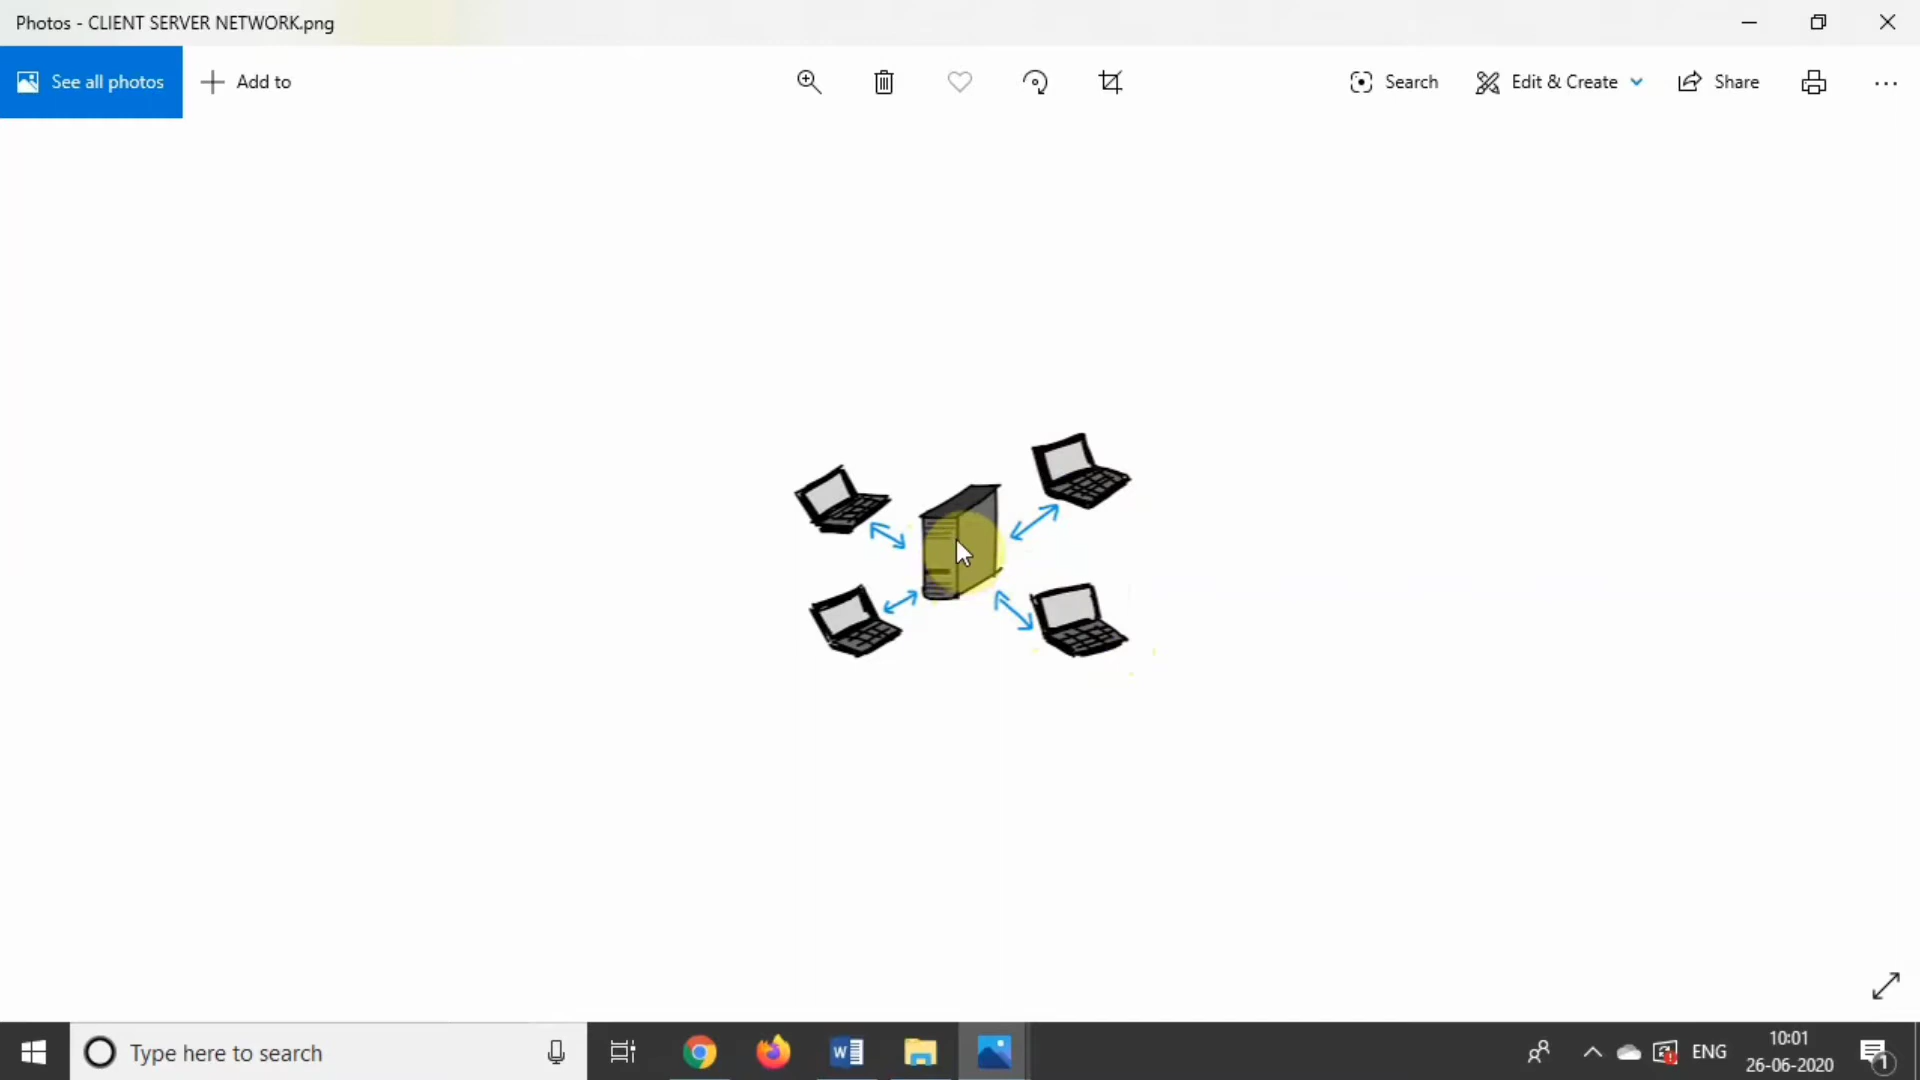 Photos - CLIENT SERVER NETWORK.png
See all photos
Add to
Search
Edit & Create
Share
Type here to search
W
ENG
10:01
26-06-2020
1